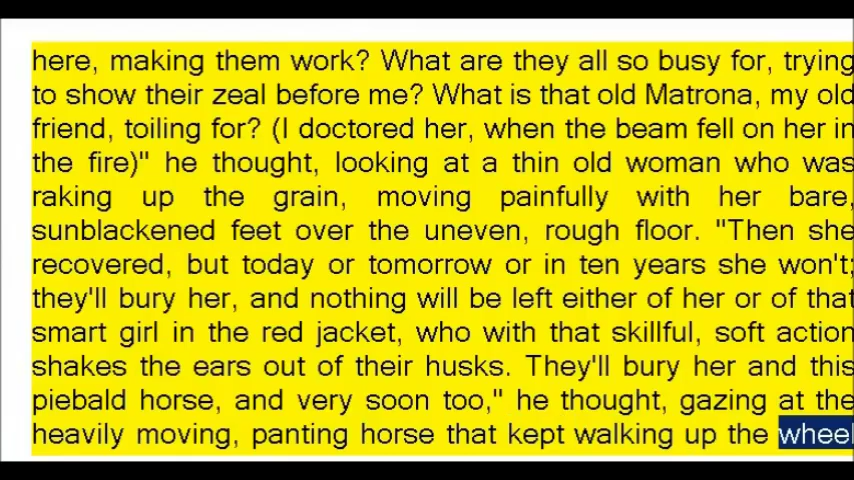 here, making them work? What are they all so busy for, trying
to show their zeal before me? What is that old Matrona, my old
friend, toiling for? (I doctored her, when the beam fell on her in
the fire)" he thought, looking at a thin old woman who was
raking up the grain, moving painfully with her bare,
sunblackened feet over the uneven, rough floor. "Then she
recovered, but today or tomorrow or in ten years she won't;
they'll bury her, and nothing will be left either of her or of that
smart girl in the red jacket, who with that skillful, soft action
shakes the ears out of their husks. They'll bury her and this
piebald horse, and very soon too," he thought, gazing at the
heavily moving, panting horse that kept walking up the wheel